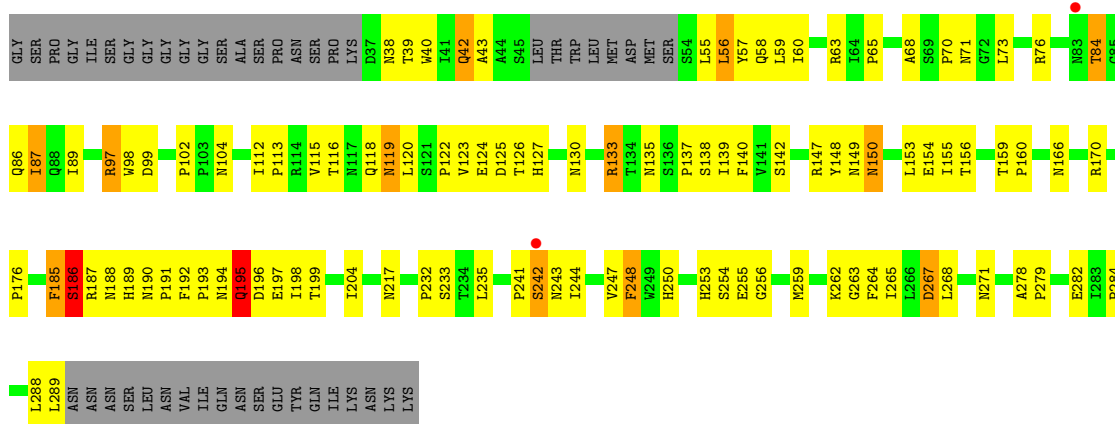 GLY SER PRO GLY ILE SER GLY GLY GLY GLY SER ALA SER PRO ASN SER PRO LYS D37 N38 T39 W40 I41 Q42 A43 A44 S45 LEU THR TRP LEU MET ASP MET SER S54 L55 L56 Y57 Q58 L59 I60 R63 I64 P65 A68 S69 P70 N71 G72 L73 R76 N83 T84 G85
Q86 I87 Q88 I89 R97 W98 D99 P102 P103 N104 I112 P113 R114 V115 T116 N117 Q118 N119 L120 S121 P122 V123 E124 D125 T126 H127 N130 R133 T134 N135 S136 P137 S138 I139 F140 V141 S142 R147 Y148 N149 N150 L153 E154 I155 T156 T159 P160 N166 R170
P176 F185 S186 R187 N188 H189 N190 P191 F192 P193 N194 Q195 D196 E197 I198 T199 I204 N217 P232 S233 T234 L235 P241 S242 N243 I244 V247 F248 W249 H250 H253 S254 E255 G256 M259 K262 G263 F264 I265 L266 D267 L268 N271 A278 P279 E282 I283 R284
L288 L289 ASN ASN ASN SER LEU ASN VAL ILE GLN ASN SER GLU TYR GLN ILE LYS ASN LYS LYS